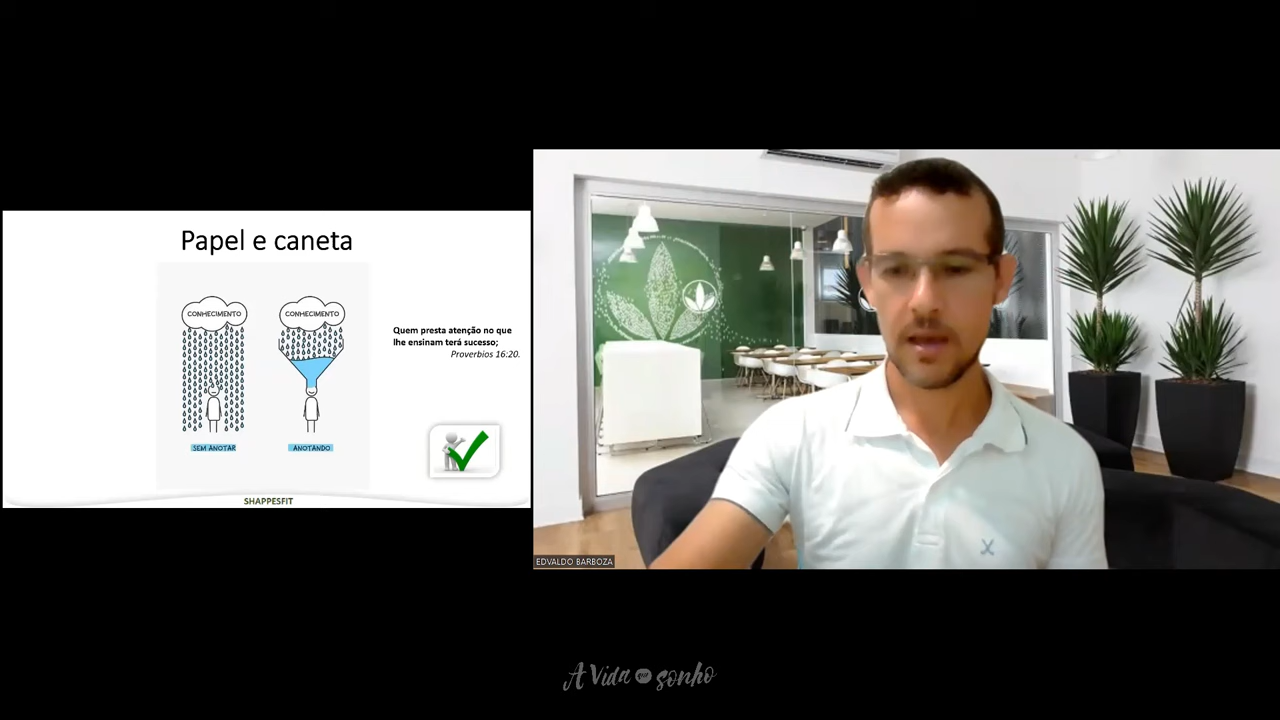 Papel e caneta
CONHECIMENTO
CONHECIMENTO
SEM ANOTAR
ANOTANDO
Quem presta atenção no que
lhe ensinam terá sucesso;
Proverbios 16:20.
SHAPPESFIT
EDVALDO BARBOZA
A Vida que sonho